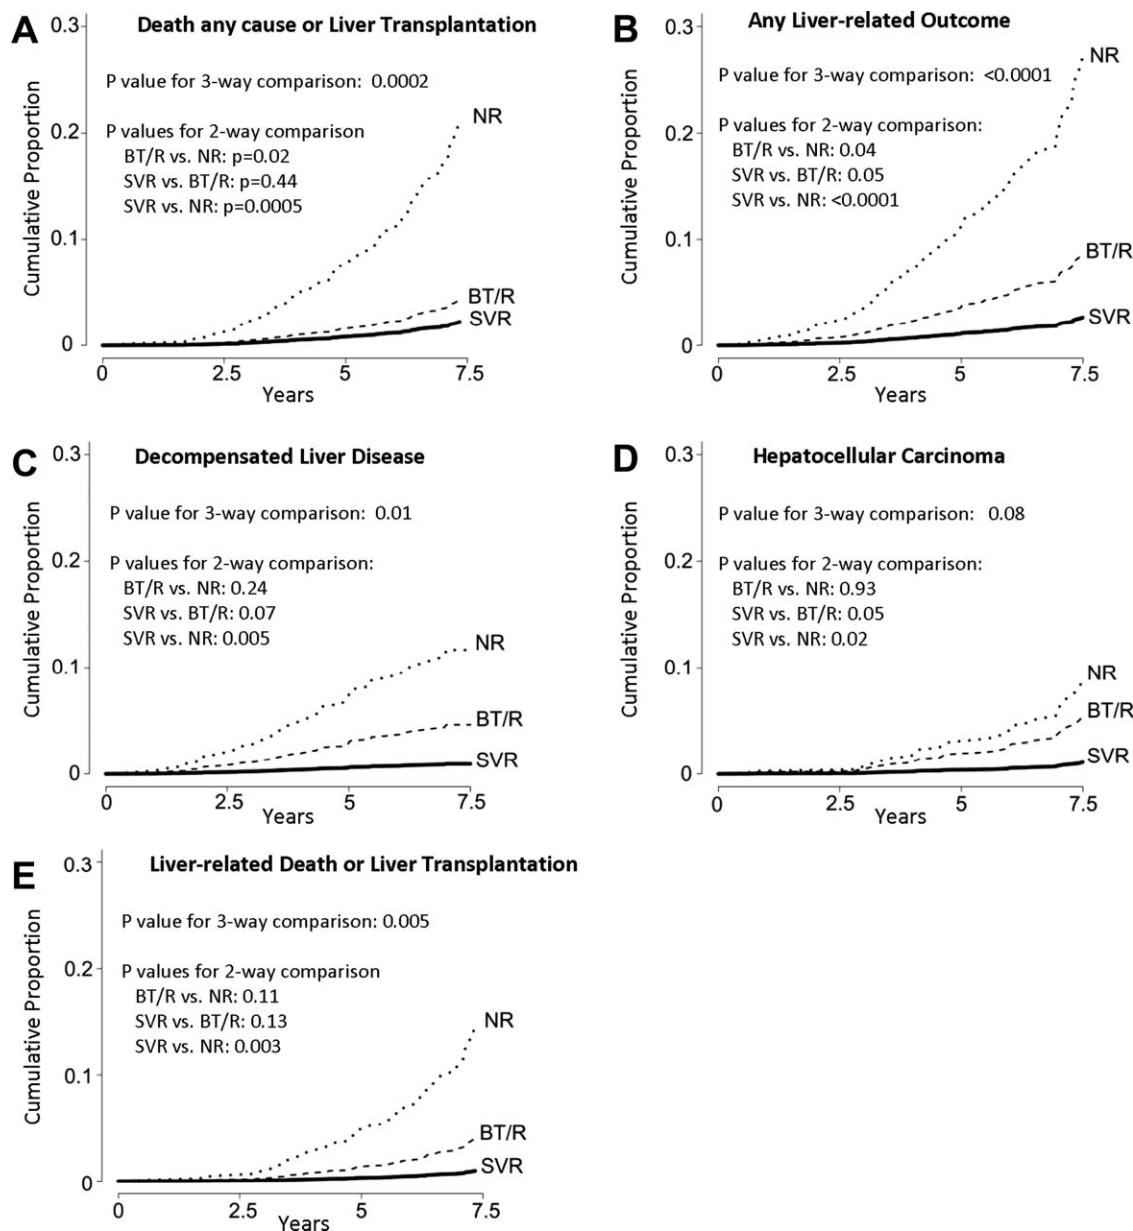 A
Death any cause or Liver Transplantation
P value for 3-way comparison: 0.0002
P values for 2-way comparison
BT/R vs. NR: p=0.02
SVR vs. BT/R: p=0.44
SVR vs. NR: p=0.0005
Cumulative Proportion
0.3
0.2
0.1
0
NR
BT/R
SVR
0 2.5 5 7.5
Years
B
Any Liver-related Outcome
P value for 3-way comparison: <0.0001
P values for 2-way comparison:
BT/R vs. NR: 0.04
SVR vs. BT/R: 0.05
SVR vs. NR: <0.0001
Cumulative Proportion
0.3
0.2
0.1
0
NR
BT/R
SVR
0 2.5 5 7.5
Years
C
Decompensated Liver Disease
P value for 3-way comparison: 0.01
P values for 2-way comparison:
BT/R vs. NR: 0.24
SVR vs. BT/R: 0.07
SVR vs. NR: 0.005
Cumulative Proportion
0.3
0.2
0.1
0
NR
BT/R
SVR
0 2.5 5 7.5
Years
D
Hepatocellular Carcinoma
P value for 3-way comparison: 0.08
P values for 2-way comparison:
BT/R vs. NR: 0.93
SVR vs. BT/R: 0.05
SVR vs. NR: 0.02
Cumulative Proportion
0.3
0.2
0.1
0
NR
BT/R
SVR
0 2.5 5 7.5
Years
E
Liver-related Death or Liver Transplantation
P value for 3-way comparison: 0.005
P values for 2-way comparison
BT/R vs. NR: 0.11
SVR vs. BT/R: 0.13
SVR vs. NR: 0.003
Cumulative Proportion
0.3
0.2
0.1
0
NR
BT/R
SVR
0 2.5 5 7.5
Years